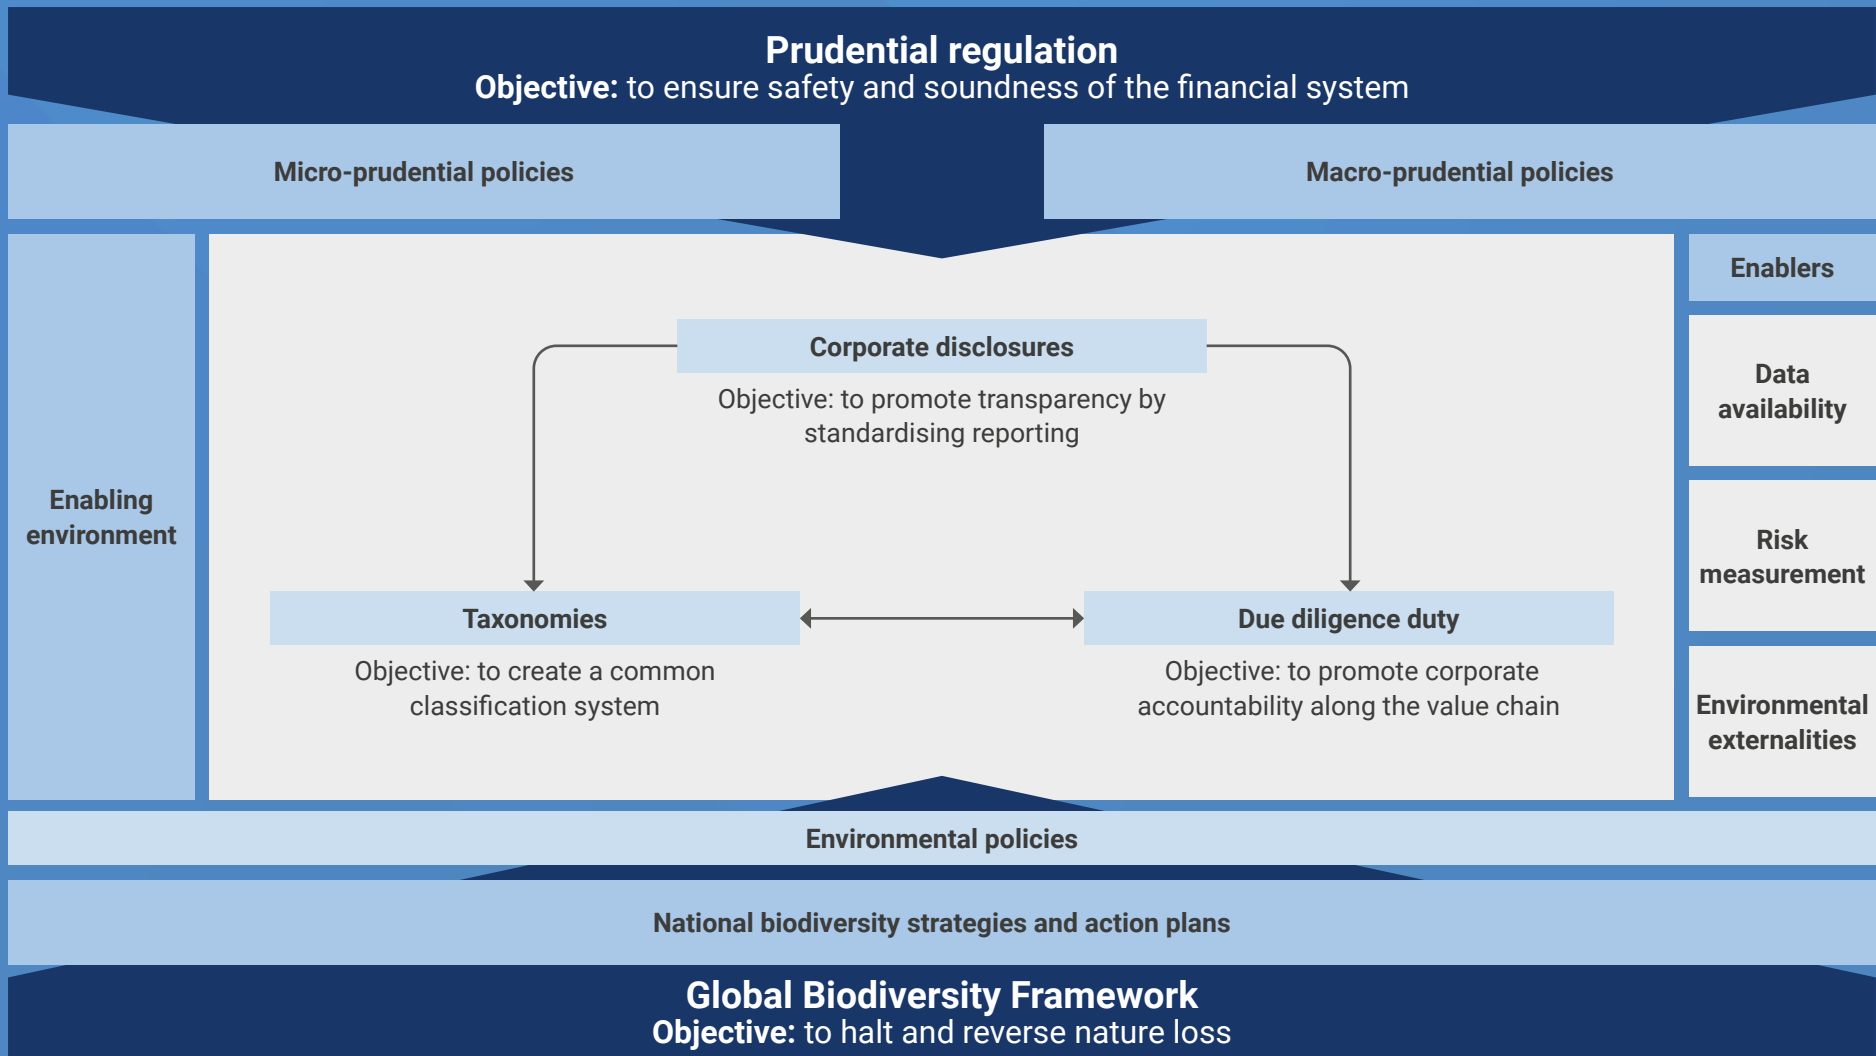 Prudential regulation
Objective: to ensure safety and soundness of the financial system
Micro-prudential policies
Macro-prudential policies
Enabling
environment
Corporate disclosures
Objective: to promote transparency by
standardising reporting
Taxonomies
Objective: to create a common
classification system
Due diligence duty
Objective: to promote corporate
accountability along the value chain
Enablers
Data
availability
Risk
measurement
Environmental
externalities
Environmental policies
National biodiversity strategies and action plans
Global Biodiversity Framework
Objective: to halt and reverse nature loss